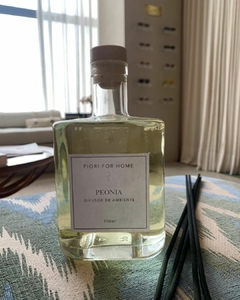 FIORI FOR HOME
PEONIA
DIFUSOR DE AMBIENTE